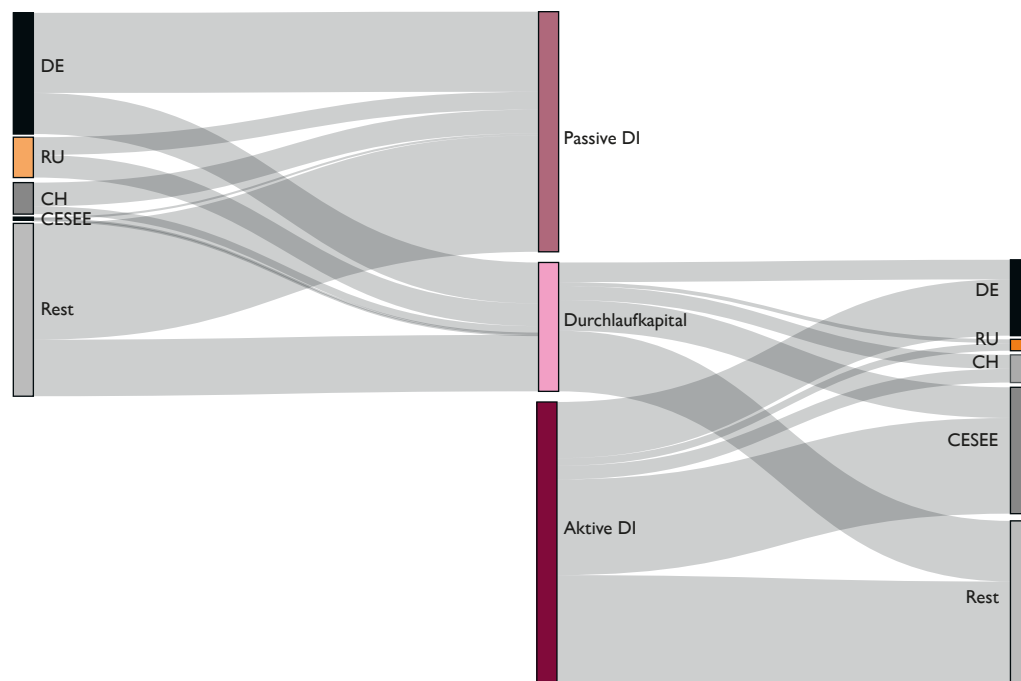 DE
RU
CH
CESEE
Rest
Passive DI
Durchlaufkapital
Aktive DI
DE
RU
CH
CESEE
Rest